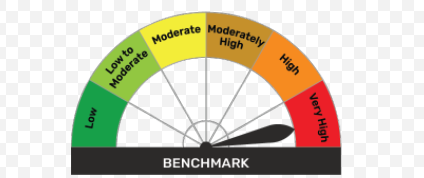 Low
Low to
Moderate
Moderate
Moderately
High
High
Very High
BENCHMARK